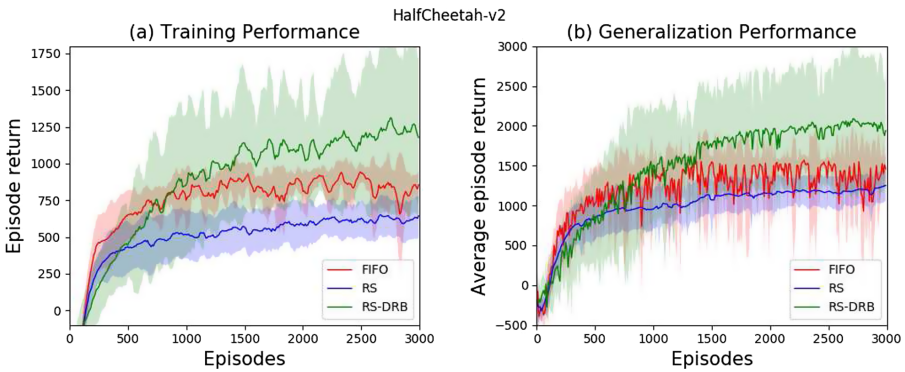 HalfCheetah-v2
(a) Training Performance
Episode return
1750
1500
1250
1000
750
500
250
0
0
500
1000
1500
2000
2500
3000
Episodes
FIFO
RS
RS-DRB
(b) Generalization Performance
Average episode return
3000
2500
2000
1500
1000
500
0
−500
0
500
1000
1500
2000
2500
3000
Episodes
FIFO
RS
RS-DRB